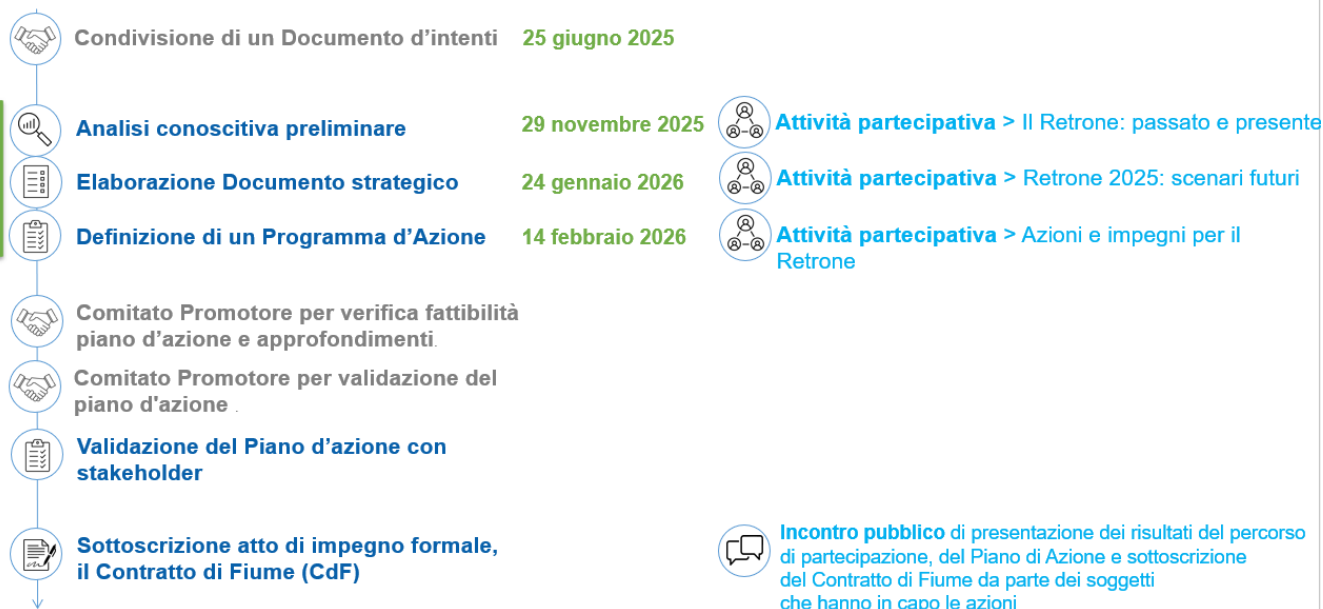 Condivisione di un Documento d'intenti 25 giugno 2025
Analisi conoscitiva preliminare 29 novembre 2025 Attività partecipativa > Il Retrone: passato e presente
Elaborazione Documento strategico 24 gennaio 2026 Attività partecipativa > Retrone 2025: scenari futuri
Definizione di un Programma d'Azione 14 febbraio 2026 Attività partecipativa > Azioni e impegni per il
Retrone
Comitato Promotore per verifica fattibilità
piano d'azione e approfondimenti.
Comitato Promotore per validazione del
piano d'azione .
Validazione del Piano d'azione con
stakeholder
Sottoscrizione atto di impegno formale,
il Contratto di Fiume (CdF)
Incontro pubblico di presentazione dei risultati del percorso
di partecipazione, del Piano di Azione e sottoscrizione
del Contratto di Fiume da parte dei soggetti
che hanno in capo le azioni